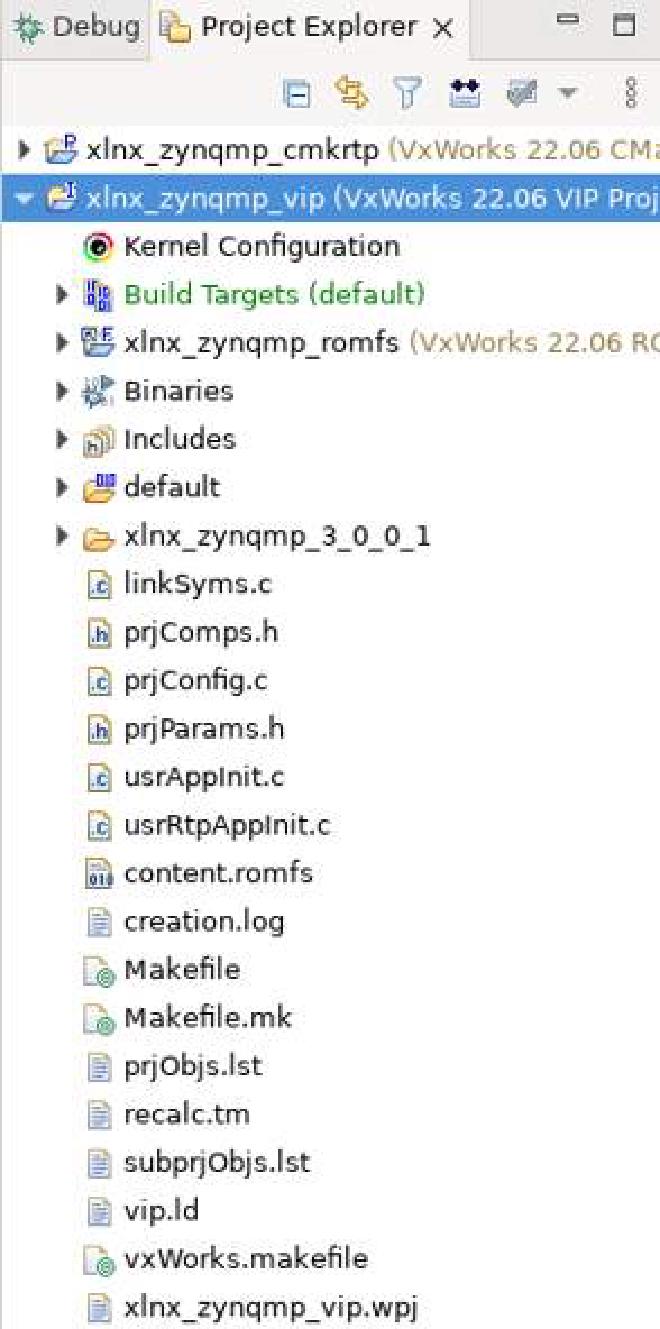 Debug Project Explorer
xlnx_zynqmp_cmkrtp (VxWorks 22.06 CMa
xlnx_zynqmp_vip (VxWorks 22.06 VIP Proj
Kernel Configuration
Build Targets (default)
xlnx_zynqmp_romfs (VxWorks 22.06 RO
Binaries
Includes
default
xlnx_zynqmp_3_0_0_1
linkSyms.c
prjComps.h
prjConfig.c
prjParams.h
usrAppInit.c
usrRtpAppInit.c
content.romfs
creation.log
Makefile
Makefile.mk
prjObjs.lst
recalc.tm
subprjObjs.lst
vip.ld
vxWorks.makefile
xlnx_zynqmp_vip.wpj